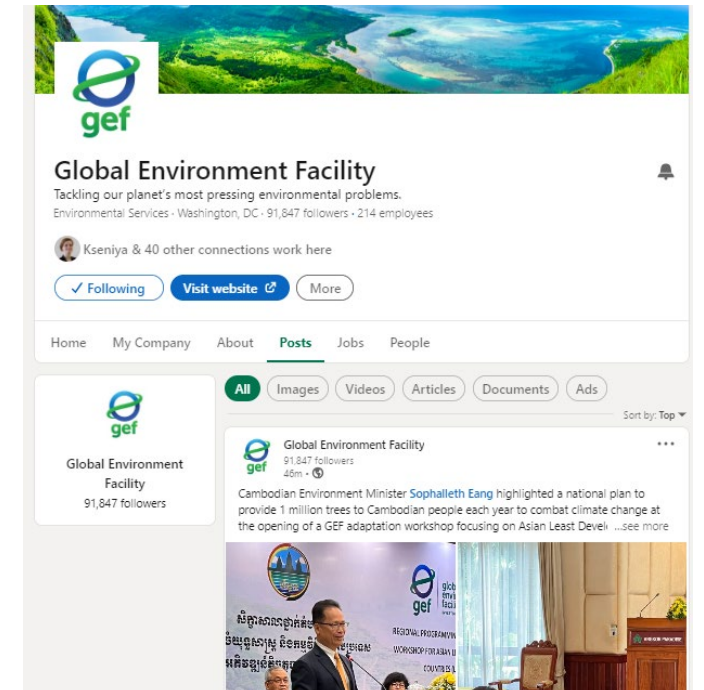 gef
Global Environment Facility
Tackling our planet's most pressing environmental problems.
Environmental Services · Washington, DC · 91,847 followers · 214 employees
Kseniya & 40 other connections work here
✓ Following
Visit website
More
Home
My Company
About
Posts
Jobs
People
gef
Global Environment
Facility
91,847 followers
All
Images
Videos
Articles
Documents
Ads
Sort by: Top
gef
Global Environment Facility
91,847 followers
46m •
Cambodian Environment Minister Sophalleth Eang highlighted a national plan to
provide 1 million trees to Cambodian people each year to combat climate change at
the opening of a GEF adaptation workshop focusing on Asian Least Devel ...see more
gef
REGIONAL
WORKSHOP FOR ASIAN